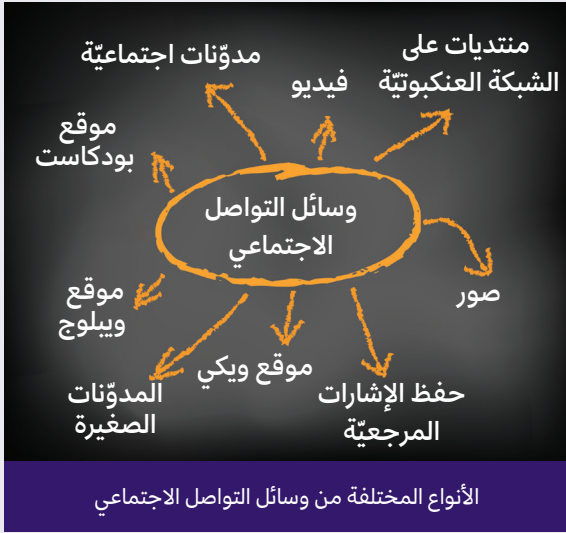 منتديات على
الشبكة العنكبوتيّة
فيديو
مدوّنات اجتماعيّة
موقع
بودكاست
وسائل التواصل
الاجتماعي
صور
موقع
ويبلوج
موقع ويكي
حفظ الإشارات
المرجعيّة
المدوّنات
الصغيرة
الأنواع المختلفة من وسائل التواصل الاجتماعي